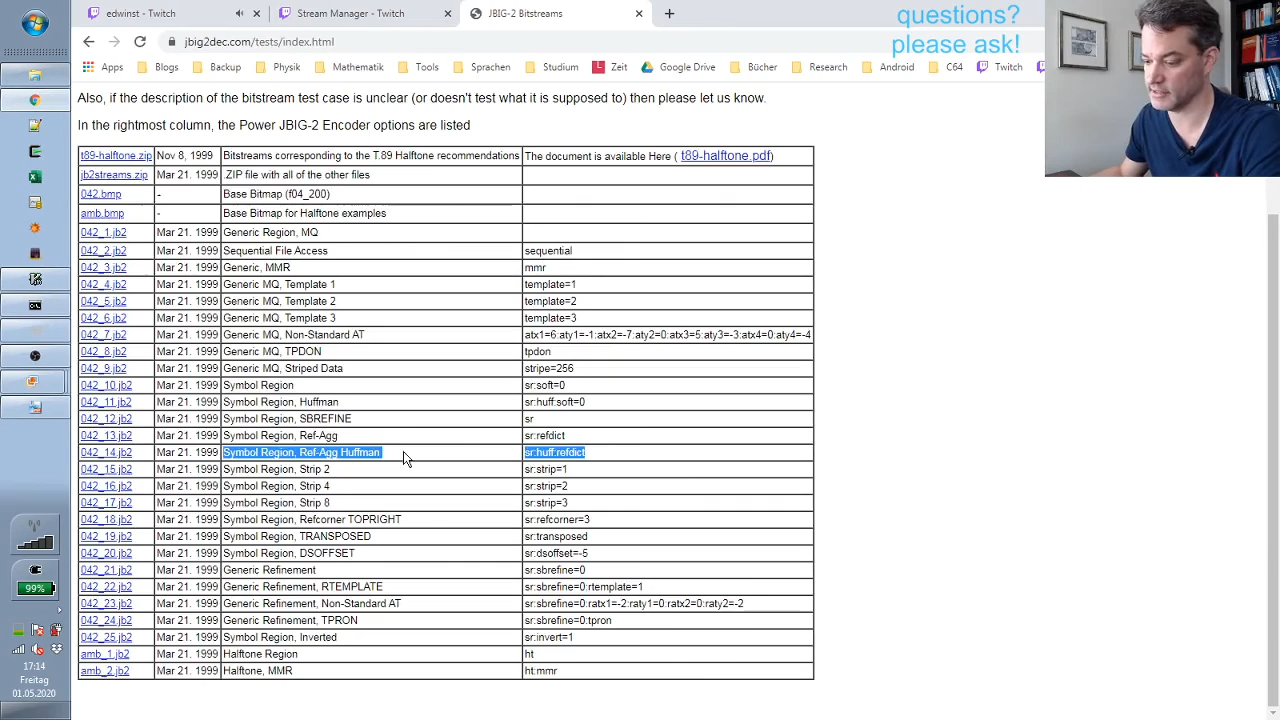 edwinst - Twitch
Stream Manager - Twitch
JBIG-2 Bitstreams
jbig2dec.com/tests/index.html
questions?
please ask!
Apps Blogs Backup Physik Mathematik Tools Sprachen Studium Zeit Google Drive Bücher Research Android C64 Twitch
Also, if the description of the bitstream test case is unclear (or doesn't test what it is supposed to) then please let us know.
In the rightmost column, the Power JBIG-2 Encoder options are listed
t89-halftone.zip Nov 8, 1999 Bitstreams corresponding to the T.89 Halftone recommendations The document is available Here ( t89-halftone.pdf)
jb2streams.zip Mar 21. 1999 .ZIP file with all of the other files
042.bmp - Base Bitmap (f04_200)
amb.bmp - Base Bitmap for Halftone examples
042_1.jb2 Mar 21. 1999 Generic Region, MQ
042_2.jb2 Mar 21. 1999 Sequential File Access sequential
042_3.jb2 Mar 21. 1999 Generic, MMR mmr
042_4.jb2 Mar 21. 1999 Generic MQ, Template 1 template=1
042_5.jb2 Mar 21. 1999 Generic MQ, Template 2 template=2
042_6.jb2 Mar 21. 1999 Generic MQ, Template 3 template=3
042_7.jb2 Mar 21. 1999 Generic MQ, Non-Standard AT atx1=6:aty1=-1:atx2=-7:aty2=0:atx3=5:aty3=-3:atx4=0:aty4=-4
042_8.jb2 Mar 21. 1999 Generic MQ, TPDON tpdon
042_9.jb2 Mar 21. 1999 Generic MQ, Striped Data stripe=256
042_10.jb2 Mar 21. 1999 Symbol Region sr:soft=0
042_11.jb2 Mar 21. 1999 Symbol Region, Huffman sr:huff:soft=0
042_12.jb2 Mar 21. 1999 Symbol Region, SBREFINE sr
042_13.jb2 Mar 21. 1999 Symbol Region, Ref-Agg sr:refdict
042_14.jb2 Mar 21. 1999 Symbol Region, Ref-Agg Huffman sr:huff:refdict
042_15.jb2 Mar 21. 1999 Symbol Region, Strip 2 sr:strip=1
042_16.jb2 Mar 21. 1999 Symbol Region, Strip 4 sr:strip=2
042_17.jb2 Mar 21. 1999 Symbol Region, Strip 8 sr:strip=3
042_18.jb2 Mar 21. 1999 Symbol Region, Refcorner TOPRIGHT sr:refcorner=3
042_19.jb2 Mar 21. 1999 Symbol Region, TRANSPOSED sr:transposed
042_20.jb2 Mar 21. 1999 Symbol Region, DSOFFSET sr:dsoffset=-5
042_21.jb2 Mar 21. 1999 Generic Refinement sr:sbrefine=0
042_22.jb2 Mar 21. 1999 Generic Refinement, RTEMPLATE sr:sbrefine=0:rtemplate=1
042_23.jb2 Mar 21. 1999 Generic Refinement, Non-Standard AT sr:sbrefine=0:ratx1=-2:raty1=0:ratx2=0:raty2=-2
042_24.jb2 Mar 21. 1999 Generic Refinement, TPRON sr:sbrefine=0:tpron
042_25.jb2 Mar 21. 1999 Symbol Region, Inverted sr:invert=1
amb_1.jb2 Mar 21. 1999 Halftone Region ht
amb_2.jb2 Mar 21. 1999 Halftone, MMR ht:mmr
99%
17:14
Freitag
01.05.2020